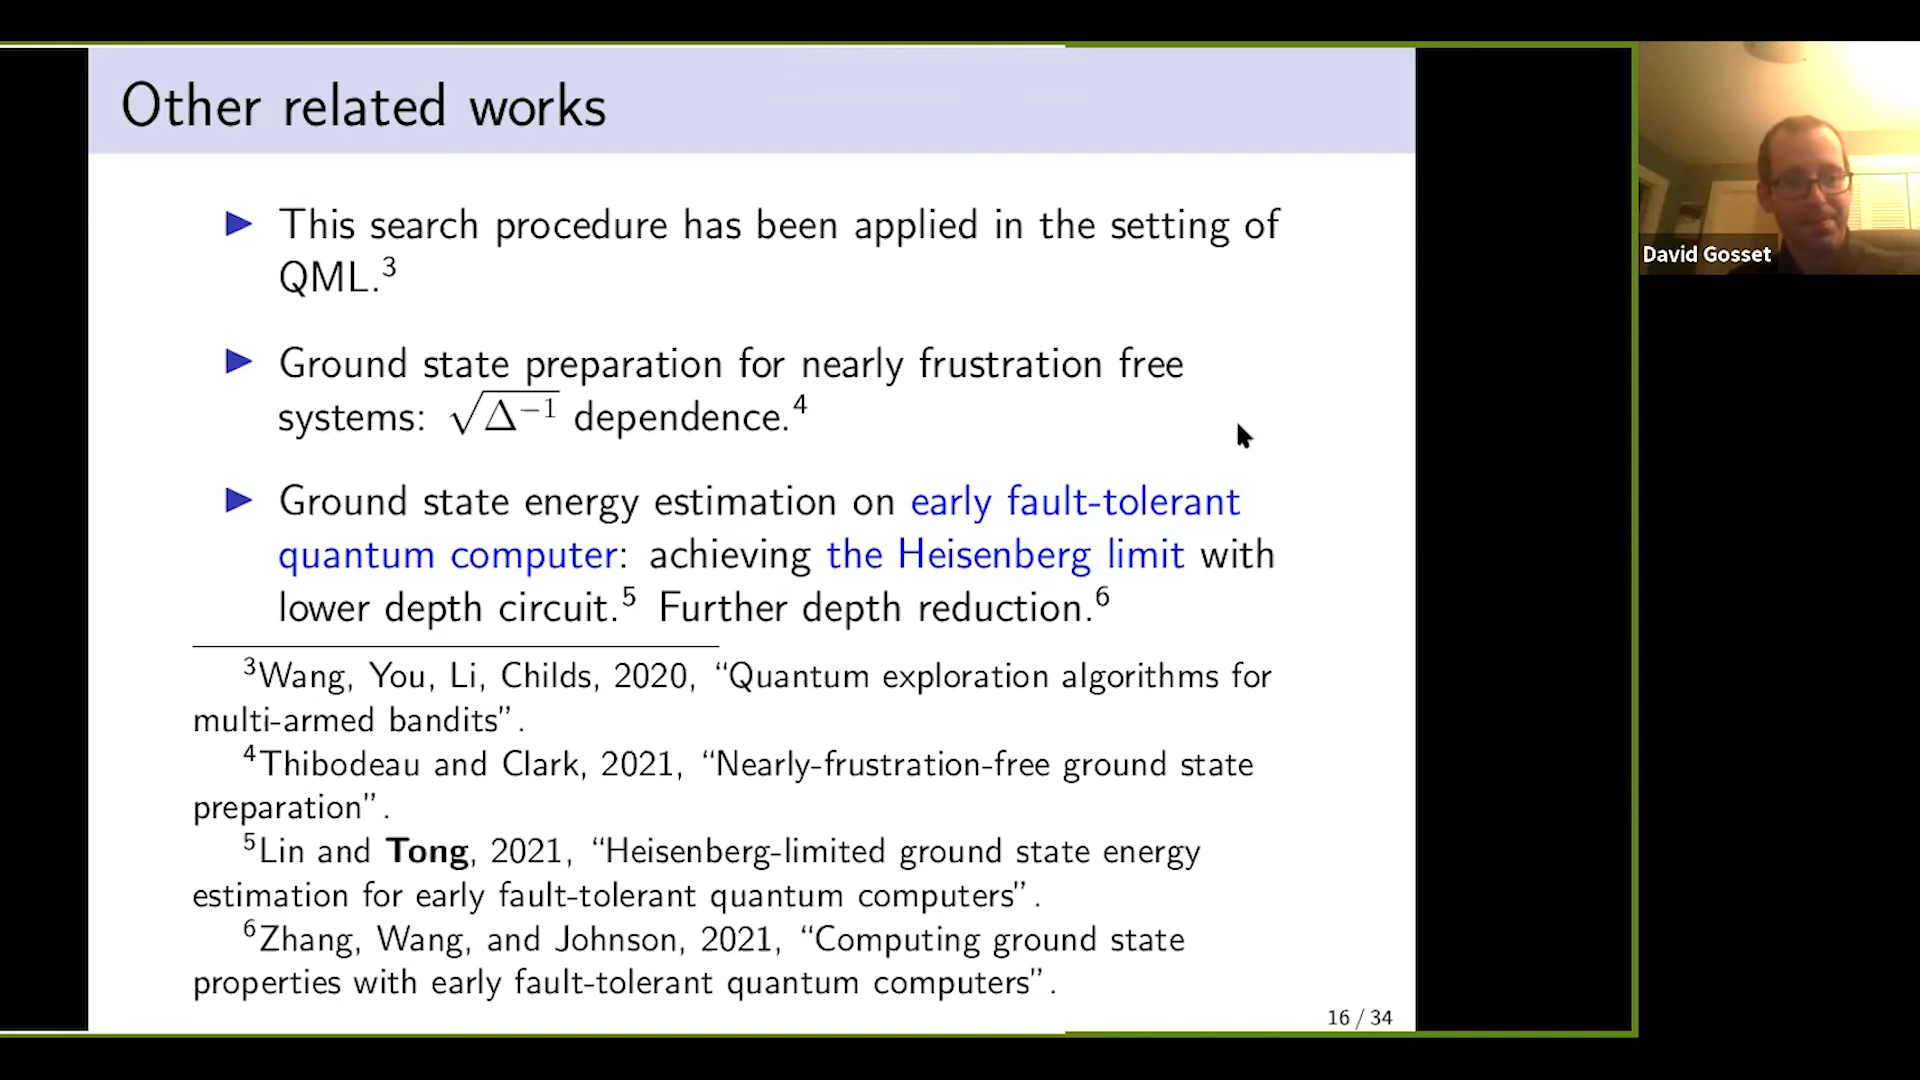 Other related works
▶ This search procedure has been applied in the setting of
QML.³
▶ Ground state preparation for nearly frustration free
systems: √Δ⁻¹ dependence.⁴
▶ Ground state energy estimation on early fault-tolerant
quantum computer: achieving the Heisenberg limit with
lower depth circuit.⁵ Further depth reduction.⁶
³Wang, You, Li, Childs, 2020, “Quantum exploration algorithms for
multi-armed bandits”.
⁴Thibodeau and Clark, 2021, “Nearly-frustration-free ground state
preparation”.
⁵Lin and Tong, 2021, “Heisenberg-limited ground state energy
estimation for early fault-tolerant quantum computers”.
⁶Zhang, Wang, and Johnson, 2021, “Computing ground state
properties with early fault-tolerant quantum computers”.
16 / 34
David Gosset